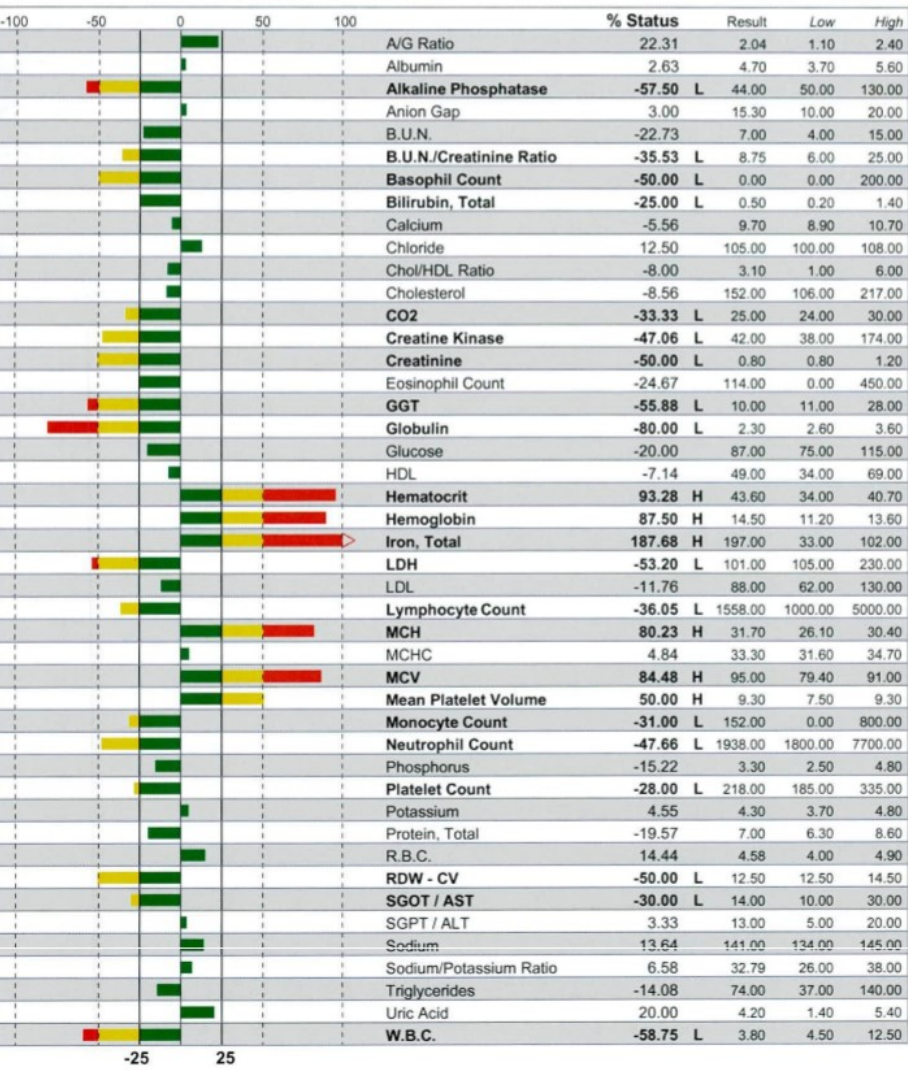 -100 -50 0 50 100 % Status Result Low High
A/G Ratio 22.31 2.04 1.10 2.40
Albumin 2.63 4.70 3.70 5.60
Alkaline Phosphatase -57.50 L 44.00 50.00 130.00
Anion Gap 3.00 15.30 10.00 20.00
B.U.N. -22.73 7.00 4.00 15.00
B.U.N./Creatinine Ratio -35.53 L 8.75 6.00 25.00
Basophil Count -50.00 L 0.00 0.00 200.00
Bilirubin, Total -25.00 L 0.50 0.20 1.40
Calcium -5.56 9.70 8.90 10.70
Chloride 12.50 105.00 100.00 108.00
Chol/HDL Ratio -8.00 3.10 1.00 6.00
Cholesterol -8.56 152.00 106.00 217.00
CO2 -33.33 L 25.00 24.00 30.00
Creatine Kinase -47.06 L 42.00 38.00 174.00
Creatinine -50.00 L 0.80 0.80 1.20
Eosinophil Count -24.67 114.00 0.00 450.00
GGT -55.88 L 10.00 11.00 28.00
Globulin -80.00 L 2.30 2.60 3.60
Glucose -20.00 87.00 75.00 115.00
HDL -7.14 49.00 34.00 69.00
Hematocrit 93.28 H 43.60 34.00 40.70
Hemoglobin 87.50 H 14.50 11.20 13.60
Iron, Total 187.68 H 197.00 33.00 102.00
LDH -53.20 L 101.00 105.00 230.00
LDL -11.76 88.00 62.00 130.00
Lymphocyte Count -36.05 L 1558.00 1000.00 5000.00
MCH 80.23 H 31.70 26.10 30.40
MCHC 4.84 33.30 31.60 34.70
MCV 84.48 H 95.00 79.40 91.00
Mean Platelet Volume 50.00 H 9.30 7.50 9.30
Monocyte Count -31.00 L 152.00 0.00 800.00
Neutrophil Count -47.66 L 1938.00 1800.00 7700.00
Phosphorus -15.22 3.30 2.50 4.80
Platelet Count -28.00 L 218.00 185.00 335.00
Potassium 4.55 4.30 3.70 4.80
Protein, Total -19.57 7.00 6.30 8.60
R.B.C. 14.44 4.58 4.00 4.90
RDW - CV -50.00 L 12.50 12.50 14.50
SGOT / AST -30.00 L 14.00 10.00 30.00
SGPT / ALT 3.33 13.00 5.00 20.00
Sodium 13.64 141.00 134.00 145.00
Sodium/Potassium Ratio 6.58 32.79 26.00 38.00
Triglycerides -14.08 74.00 37.00 140.00
Uric Acid 20.00 4.20 1.40 5.40
W.B.C. -58.75 L 3.80 4.50 12.50
-25 25